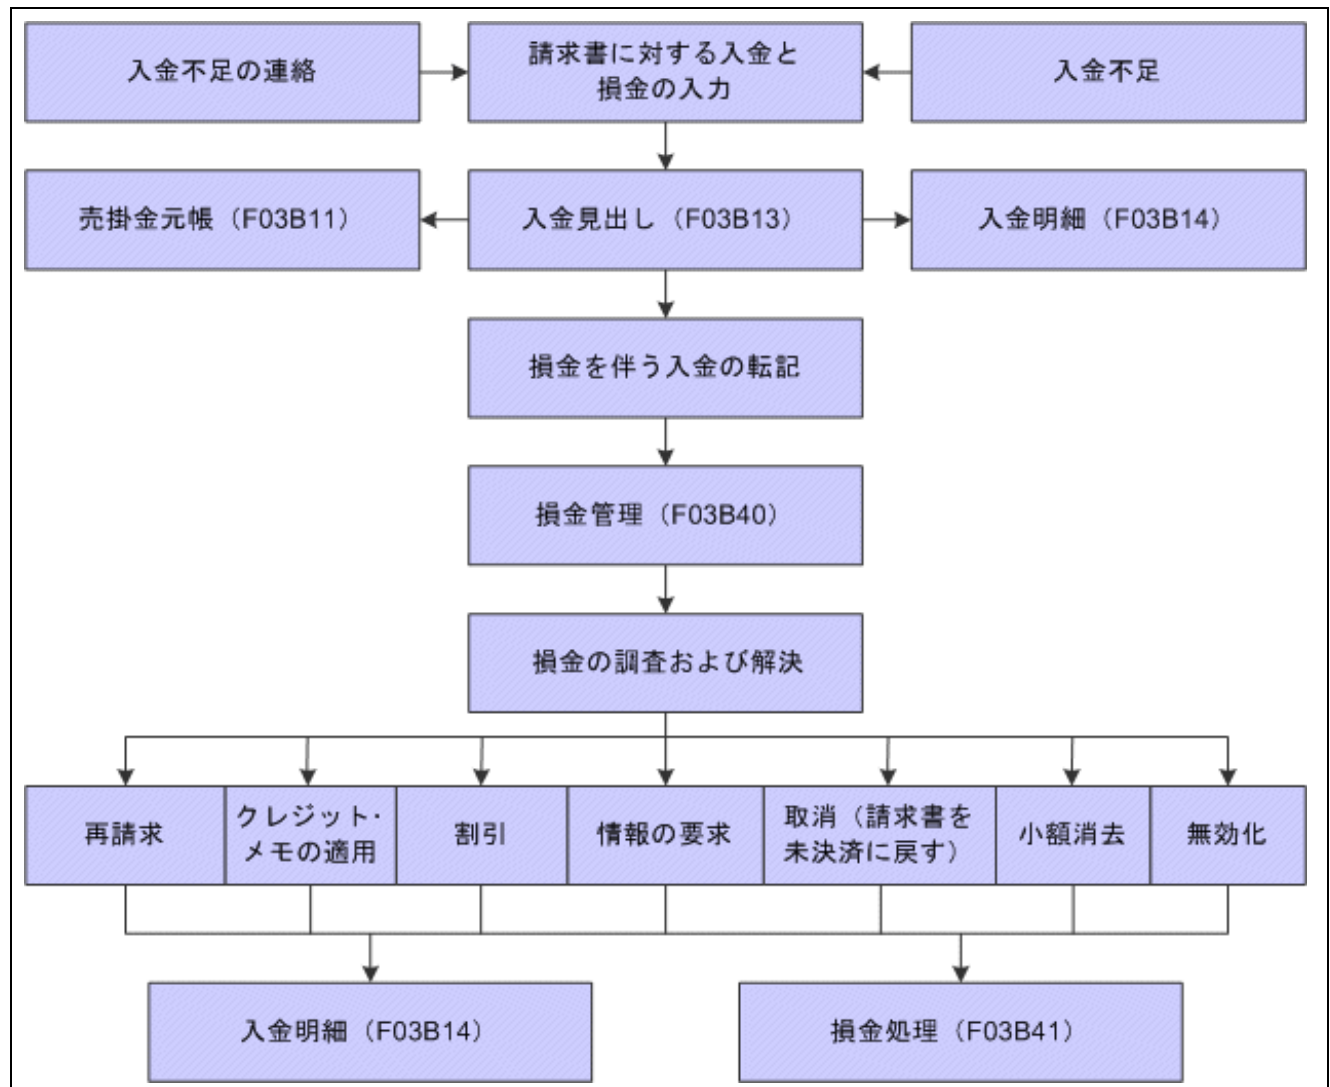 入金不足の連絡
請求書に対する入金と
損金の入力
入金不足
売掛金元帳（F03B11）
入金見出し（F03B13）
入金明細（F03B14）
損金を伴う入金の転記
損金管理（F03B40）
損金の調査および解決
再請求
クレジット・
メモの適用
割引
情報の要求
取消（請求書を
未決済に戻す）
小額消去
無効化
入金明細（F03B14）
損金処理（F03B41）